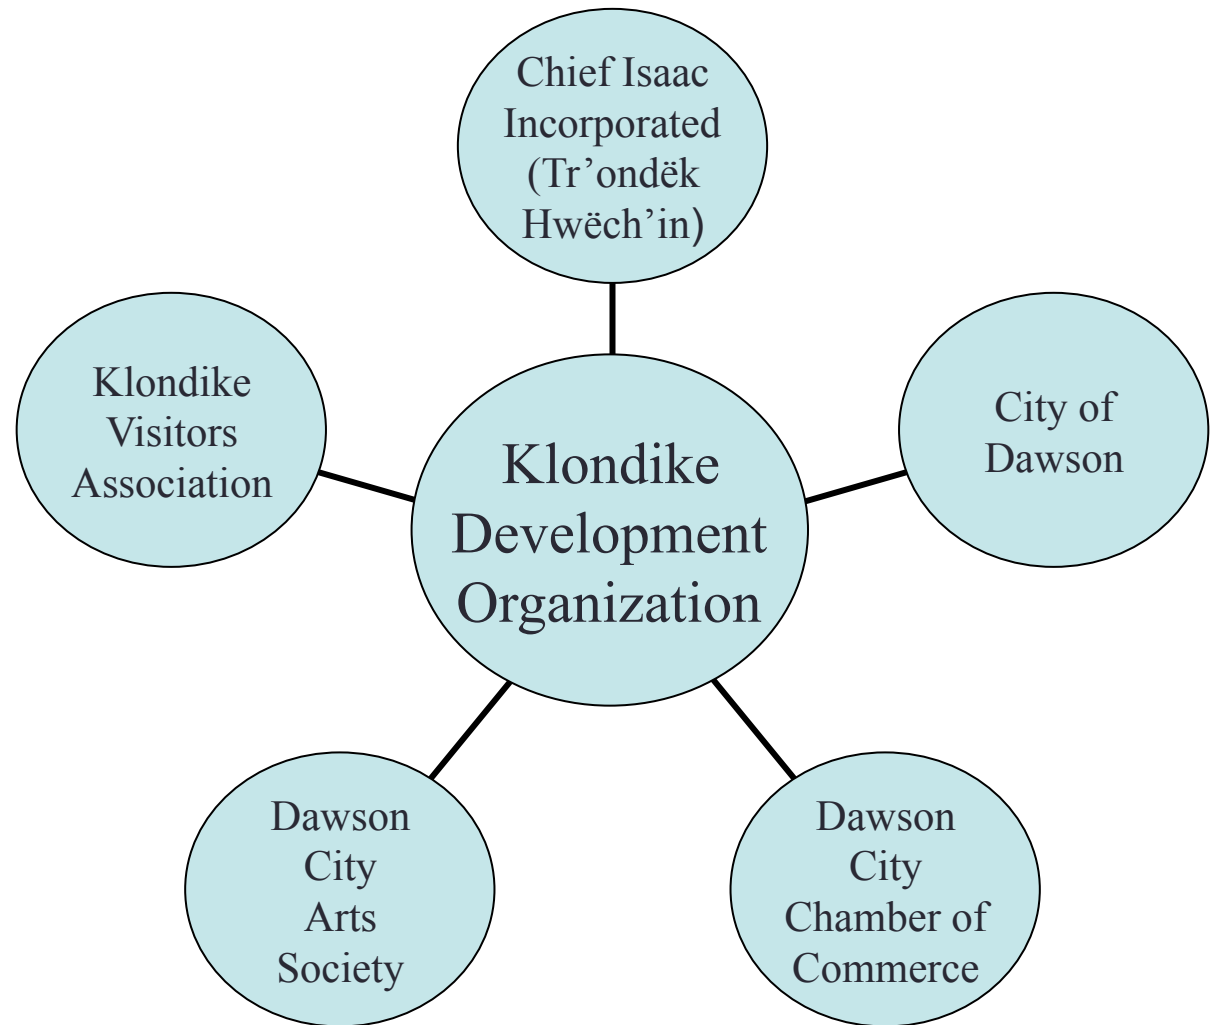 Chief Isaac
Incorporated
(Tr’ondëk
Hwëch’in)
Klondike
Visitors
Association
City of
Dawson
Klondike
Development
Organization
Dawson
City
Arts
Society
Dawson
City
Chamber of
Commerce